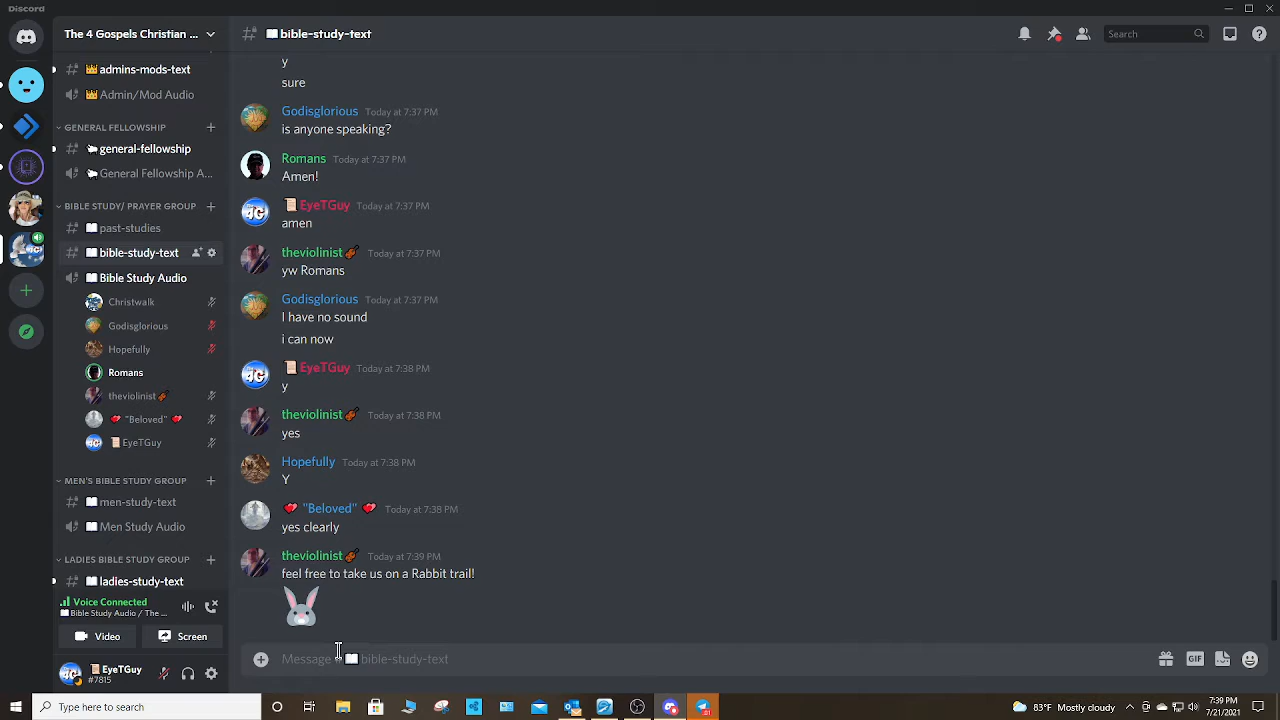 Discord
The 4 Gospels Christian ...
bible-study-text
Search
admins-mods-text
Admin/Mod Audio
GENERAL FELLOWSHIP
general-fellowship
General Fellowship A...
BIBLE STUDY/ PRAYER GROUP
past-studies
bible-study-text
Bible Study Audio
Christwalk
Godisglorious
Hopefully
Romans
theviolinist
"Beloved"
EyeTGuy
MEN'S BIBLE STUDY GROUP
men-study-text
Men Study Audio
LADIES BIBLE STUDY GROUP
ladies-study-text
Voice Connected
Bible Study Audio / The ...
Video
Screen
EyeTGuy
#7815
y
sure
Godisglorious Today at 7:37 PM
is anyone speaking?
Romans Today at 7:37 PM
Amen!
EyeTGuy Today at 7:37 PM
amen
theviolinist Today at 7:37 PM
yw Romans
Godisglorious Today at 7:37 PM
I have no sound
i can now
EyeTGuy Today at 7:38 PM
y
theviolinist Today at 7:38 PM
yes
Hopefully Today at 7:38 PM
Y
"Beloved" Today at 7:38 PM
yes clearly
theviolinist Today at 7:39 PM
feel free to take us on a Rabbit trail!
Message bible-study-text
GIF
Type here to search
83°F Mostly cloudy
7:39 PM
7/21/2021